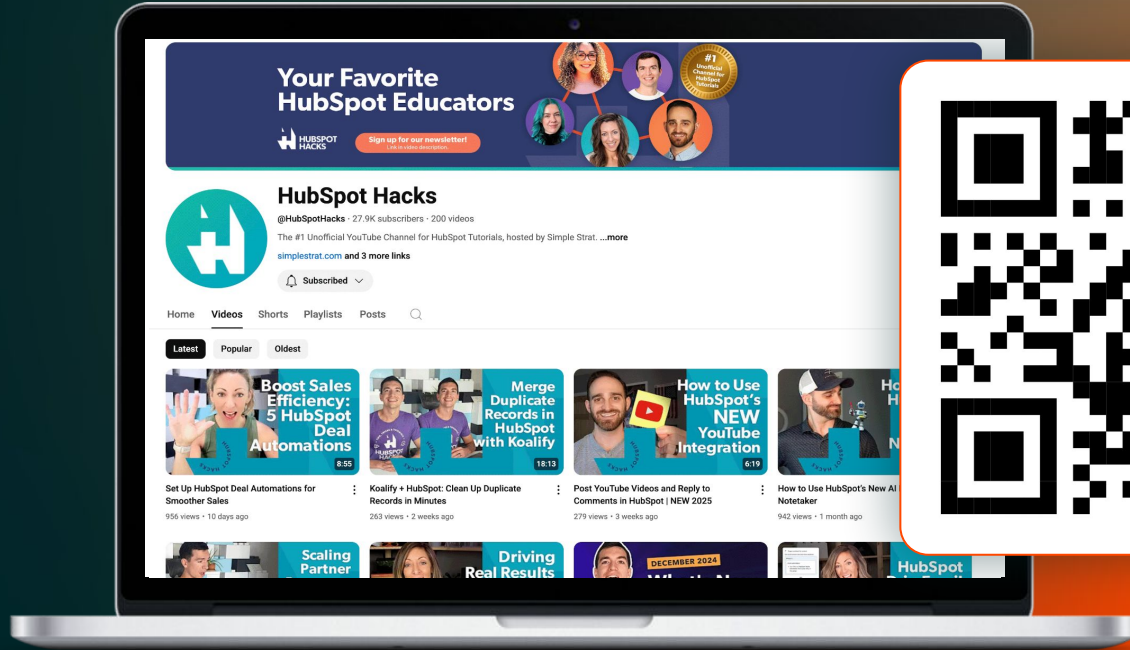 Your Favorite
HubSpot Educators
HUBSPOT
HACKS
Sign up for our newsletter!
Link in video description.
#1
Unofficial
Channel for
HubSpot
Tutorials
HubSpot Hacks
@HubSpotHacks · 27.9K subscribers · 200 videos
The #1 Unofficial YouTube Channel for HubSpot Tutorials, hosted by Simple Strat. ...more
simplestrat.com and 3 more links
Subscribed
Home Videos Shorts Playlists Posts
Latest Popular Oldest
Boost Sales
Efficiency:
5 HubSpot
Deal
Automations
8:55
Merge
Duplicate
Records in
HubSpot
with Koalify
18:13
How to Use
HubSpot's
NEW
YouTube
Integration
6:19
Set Up HubSpot Deal Automations for
Smoother Sales
956 views • 10 days ago
Koalify + HubSpot: Clean Up Duplicate
Records in Minutes
263 views • 2 weeks ago
Post YouTube Videos and Reply to
Comments in HubSpot | NEW 2025
279 views • 3 weeks ago
How to Use HubSpot's New AI
Notetaker
942 views • 1 month ago
Scaling
Partner
Driving
Real Results
DECEMBER 2024
HubSpot